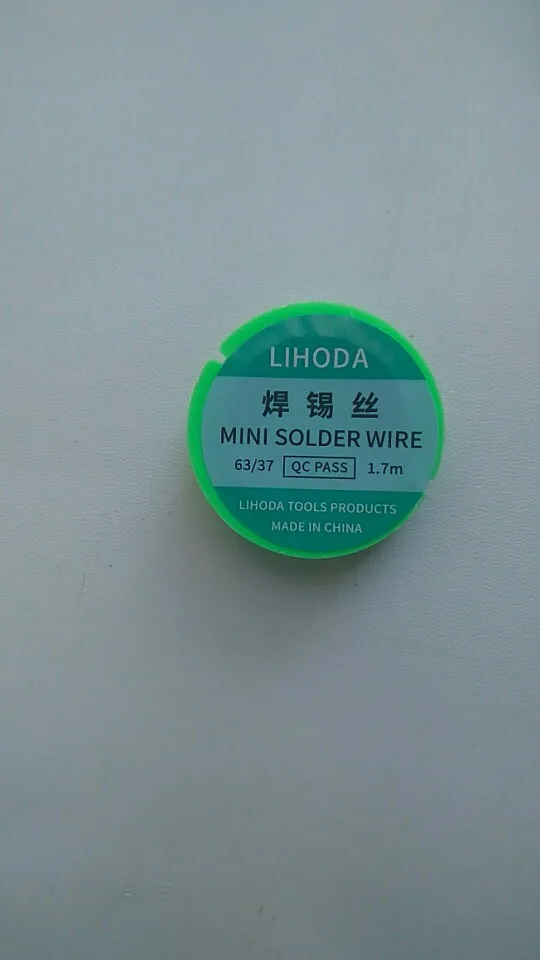 LIHODA
焊锡丝
MINI SOLDER WIRE
63/37 QC PASS 1.7m
LIHODA TOOLS PRODUCTS
MADE IN CHINA